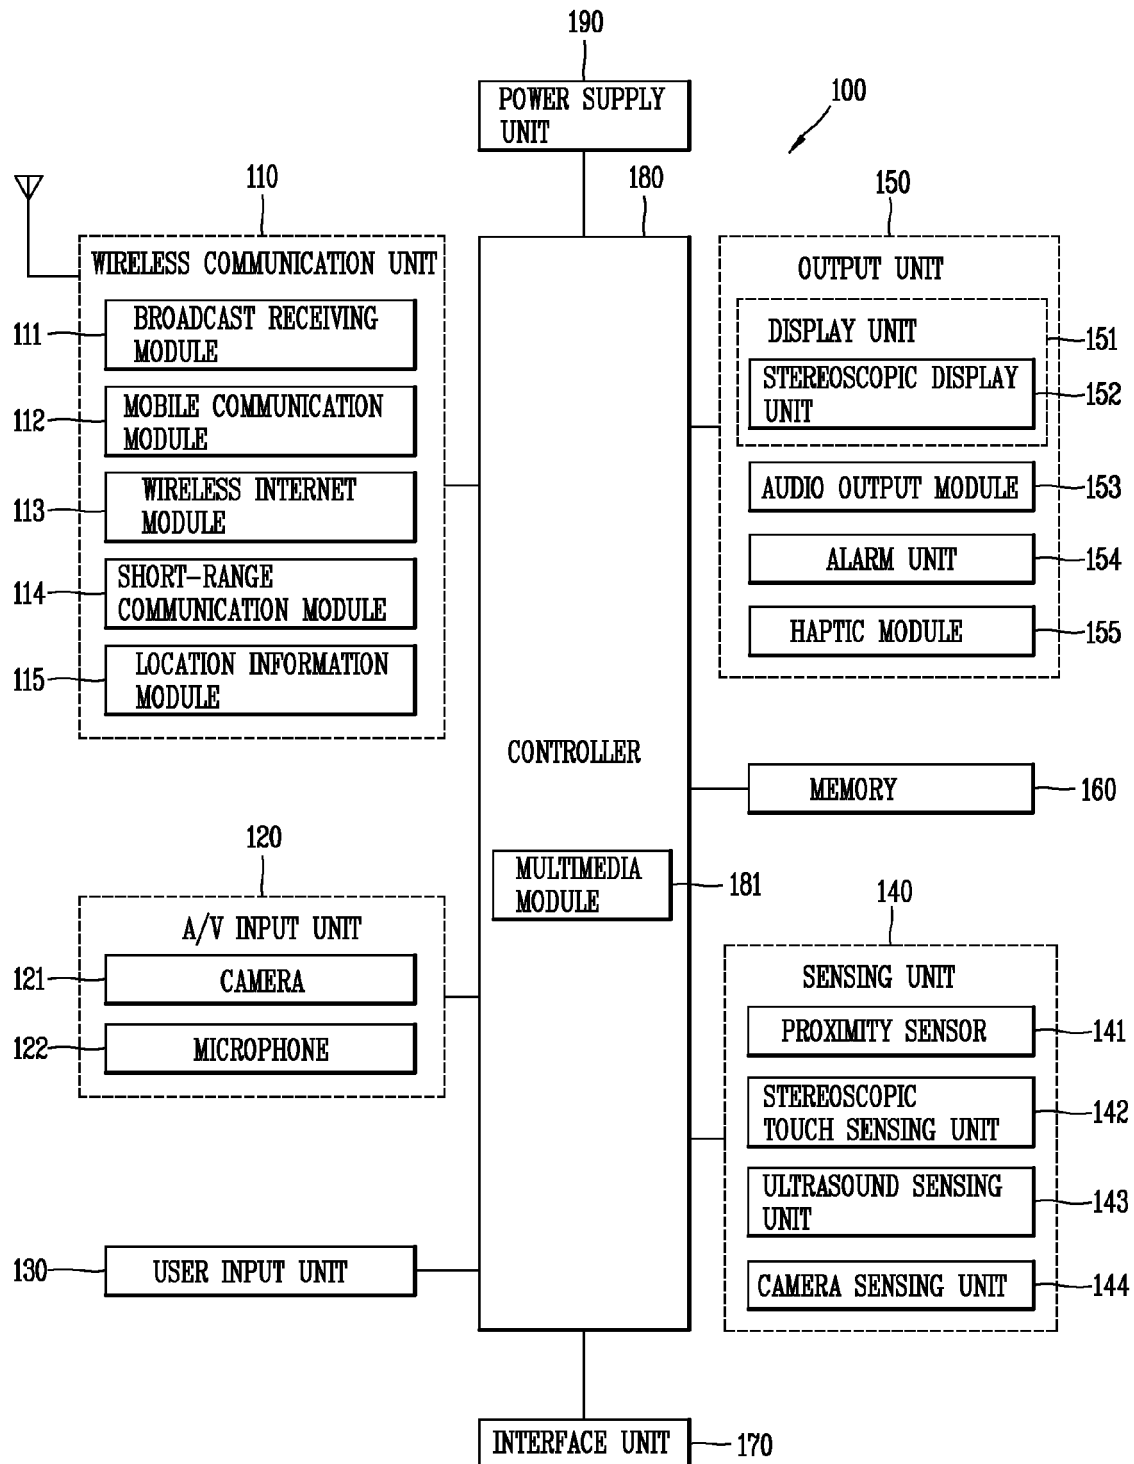 190
POWER SUPPLY
UNIT
100
110
WIRELESS COMMUNICATION UNIT
111
BROADCAST RECEIVING
MODULE
112
MOBILE COMMUNICATION
MODULE
113
WIRELESS INTERNET
MODULE
114
SHORT-RANGE
COMMUNICATION MODULE
115
LOCATION INFORMATION
MODULE
120
A/V INPUT UNIT
121
CAMERA
122
MICROPHONE
130
USER INPUT UNIT
180
CONTROLLER
MULTIMEDIA
MODULE
181
150
OUTPUT UNIT
DISPLAY UNIT
151
STEREOSCOPIC DISPLAY
UNIT
152
AUDIO OUTPUT MODULE
153
ALARM UNIT
154
HAPTIC MODULE
155
MEMORY
160
140
SENSING UNIT
PROXIMITY SENSOR
141
STEREOSCOPIC
TOUCH SENSING UNIT
142
ULTRASOUND SENSING
UNIT
143
CAMERA SENSING UNIT
144
INTERFACE UNIT
170